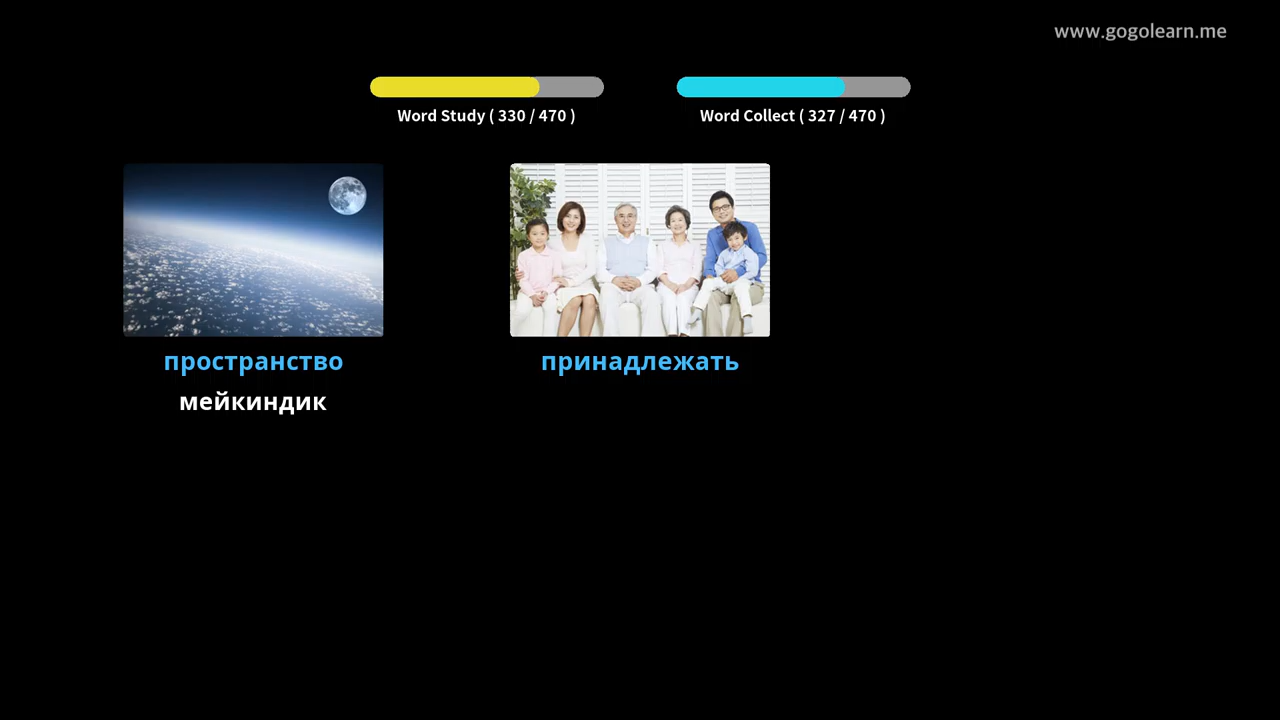 www.gogolearn.me
Word Study ( 330 / 470 )
Word Collect ( 327 / 470 )
пространство
мейкиндик
принадлежать